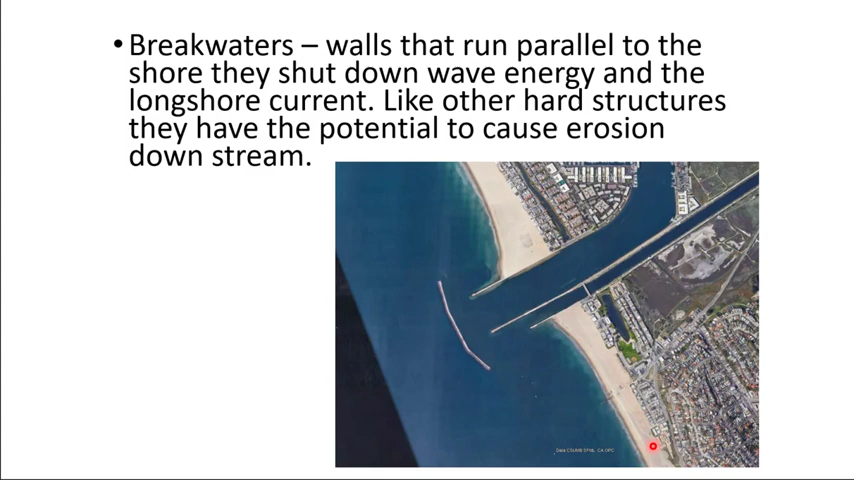 • Breakwaters – walls that run parallel to the
shore they shut down wave energy and the
longshore current. Like other hard structures
they have the potential to cause erosion
down stream.